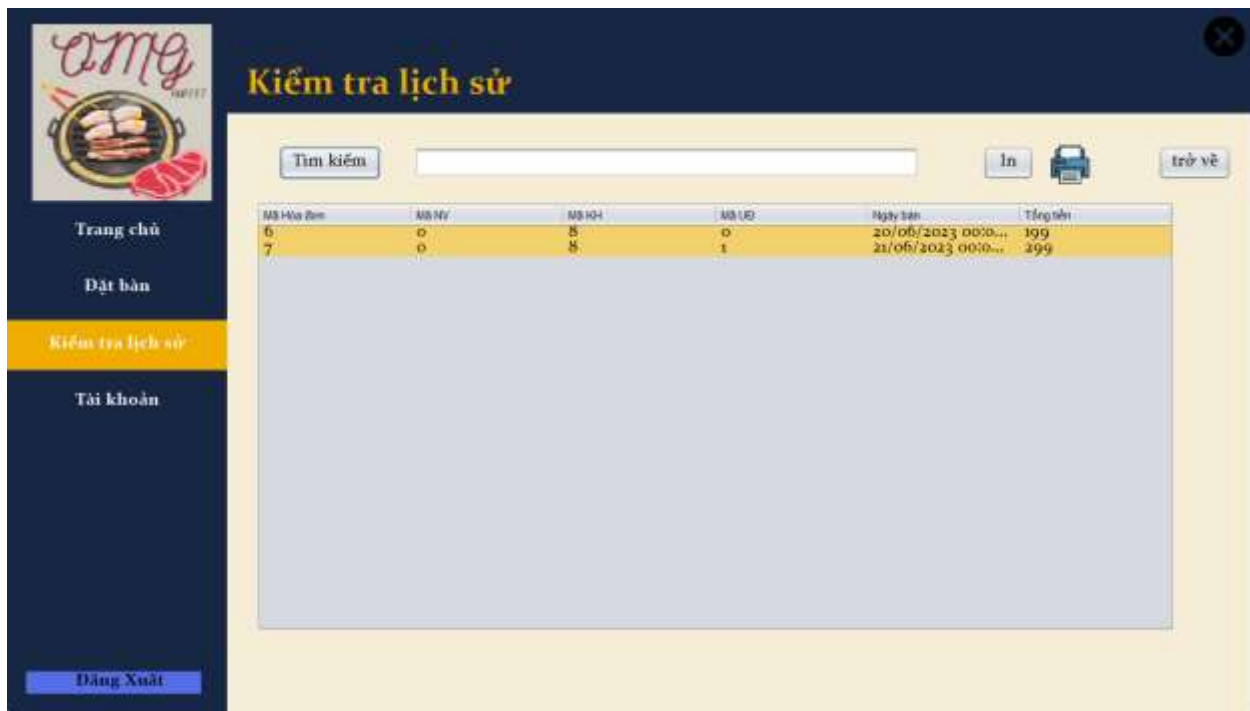 OMG
BUFFET
Kiểm tra lịch sử
Tìm kiếm
In
trở về
Trang chủ
Đặt bàn
Kiểm tra lịch sử
Tài khoản
Đăng Xuất
Mã Hóa đơn Mã NV Mã KH Mã UĐ Ngày bán Tổng tiền
6 0 8 0 20/06/2023 00:0... 199
7 0 8 1 21/06/2023 00:0... 299